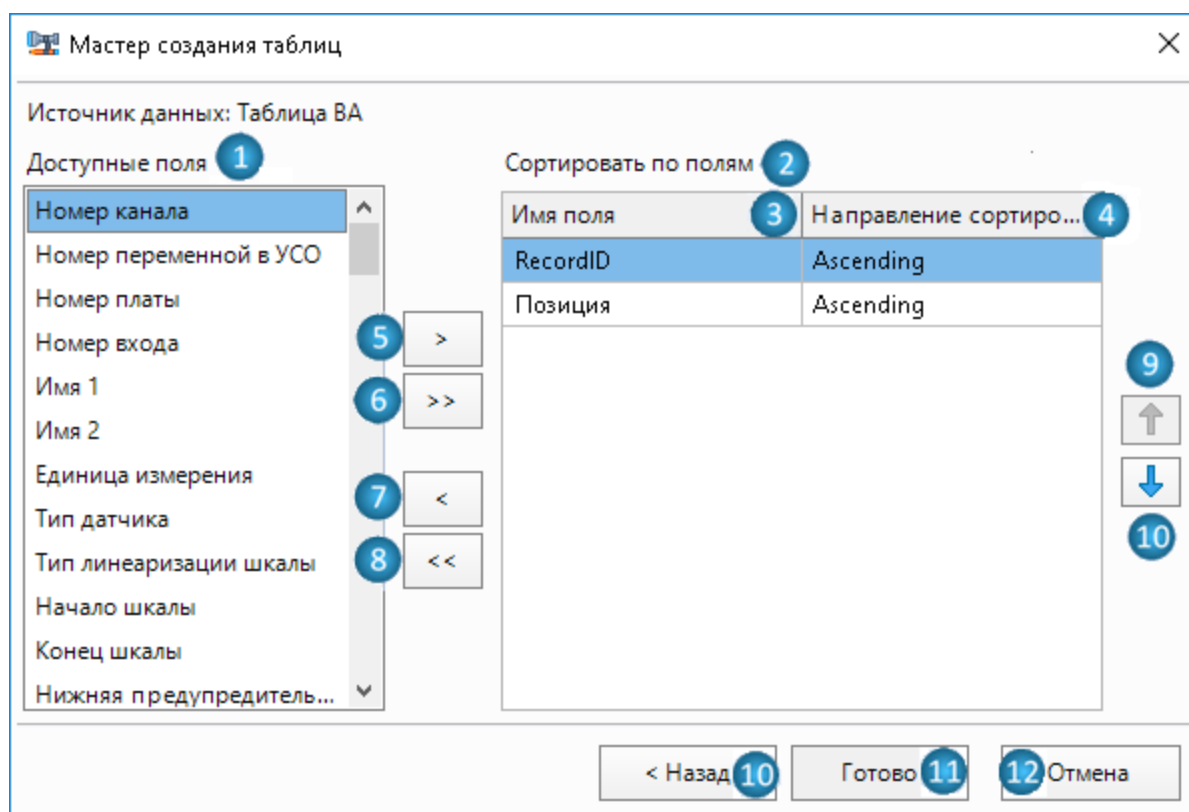 Мастер создания таблиц
Источник данных: Таблица ВА
Доступные поля 1
Сортировать по полям 2
Номер канала
Номер переменной в УСО
Номер платы
Номер входа
Имя 1
Имя 2
Единица измерения
Тип датчика
Тип линеаризации шкалы
Начало шкалы
Конец шкалы
Нижняя предупредитель...
5 >
6 >>
7 <
8 <<
Имя поля 3 Направление сортиро... 4
RecordID Ascending
Позиция Ascending
9
10
< Назад 10 Готово 11 12 Отмена